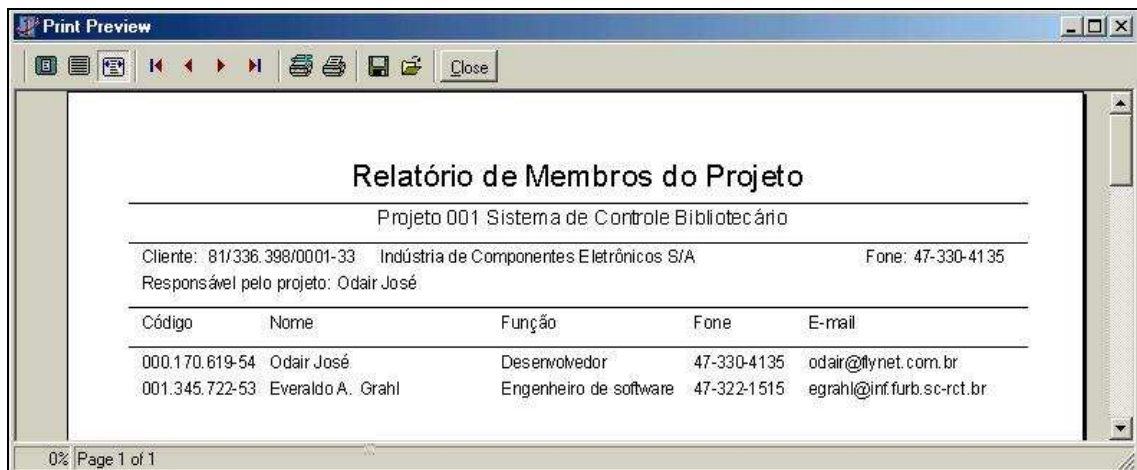 Print Preview
Close
Relatório de Membros do Projeto
Projeto 001 Sistema de Controle Bibliotecário
Cliente: 81/336.398/0001-33 Indústria de Componentes Eletrônicos S/A Fone: 47-330-4135
Responsável pelo projeto: Odair José
Código Nome Função Fone E-mail
000.170.619-54 Odair José Desenvolvedor 47-330-4135 odair@flynet.com.br
001.345.722-53 Everaldo A. Grahl Engenheiro de software 47-322-1515 egrahl@inf.furb.sc-rct.br
0% Page 1 of 1